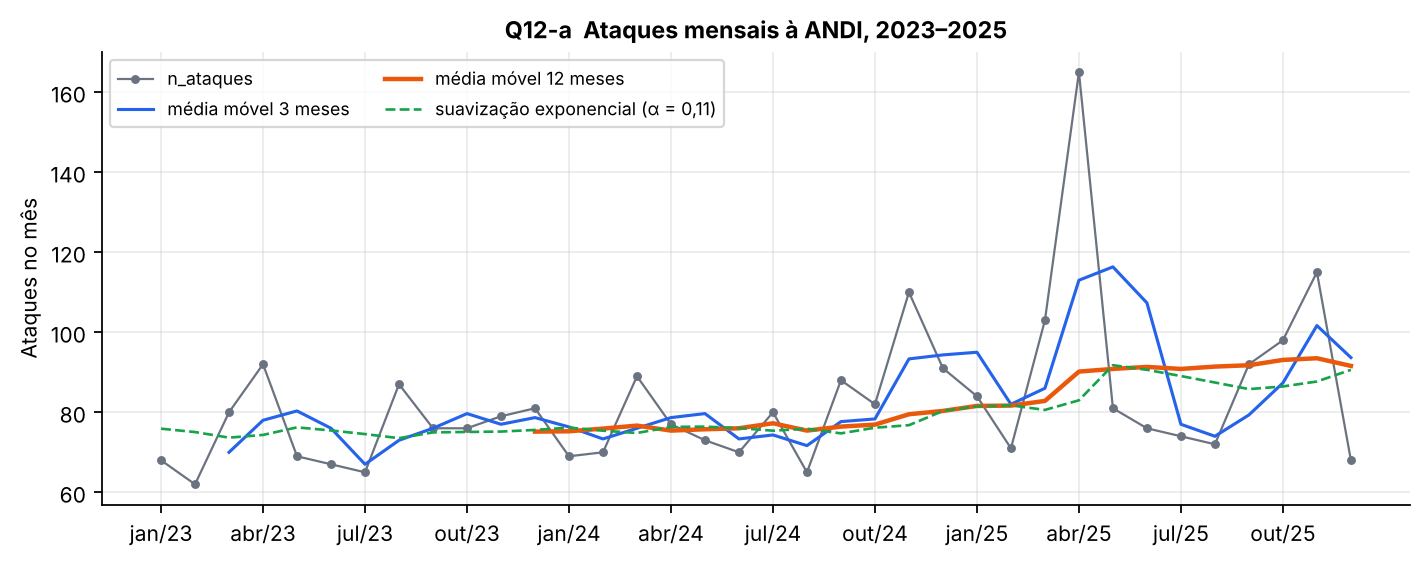 Q12-a  Ataques mensais à ANDI, 2023–2025
n_ataques
média móvel 3 meses
média móvel 12 meses
suavização exponencial (α = 0,11)
Ataques no mês
160
140
120
100
80
60
jan/23
abr/23
jul/23
out/23
jan/24
abr/24
jul/24
out/24
jan/25
abr/25
jul/25
out/25